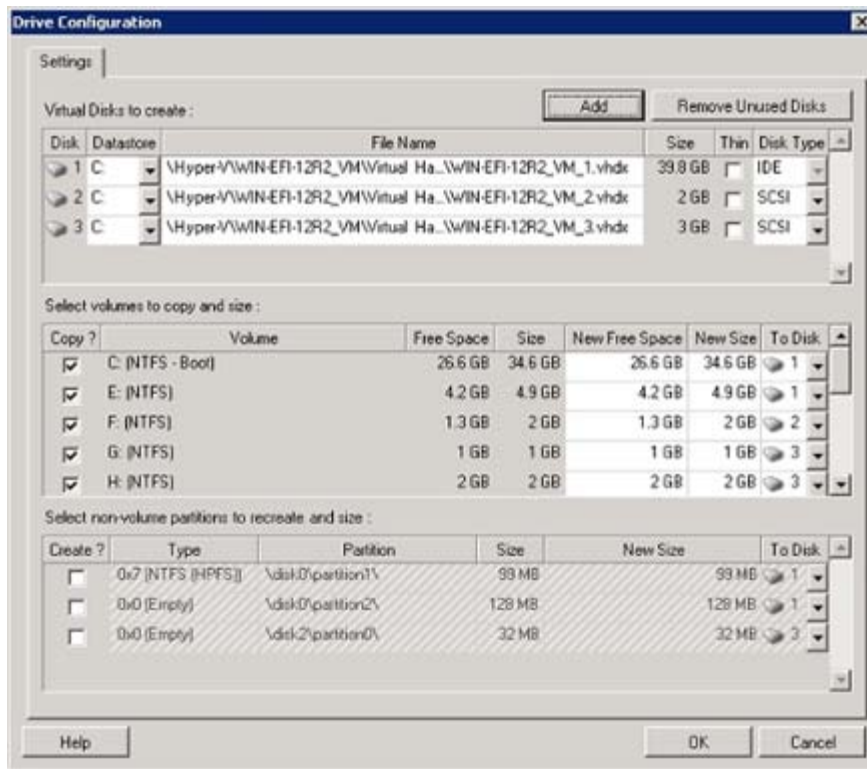 Drive Configuration
Settings
Virtual Disks to create :
Add
Remove Unused Disks
Disk Datastore File Name Size Thin Disk Type
1 C: \Hyper-V\WIN-EFI-12R2_VM\Virtual Ha...\WIN-EFI-12R2_VM_1.vhdx 39.8 GB IDE
2 C: \Hyper-V\WIN-EFI-12R2_VM\Virtual Ha...\WIN-EFI-12R2_VM_2.vhdx 2 GB SCSI
3 C: \Hyper-V\WIN-EFI-12R2_VM\Virtual Ha...\WIN-EFI-12R2_VM_3.vhdx 3 GB SCSI
Select volumes to copy and size :
Copy ? Volume Free Space Size New Free Space New Size To Disk
C: (NTFS - Boot) 26.6 GB 34.6 GB 26.6 GB 34.6 GB 1
E: (NTFS) 4.2 GB 4.9 GB 4.2 GB 4.9 GB 1
F: (NTFS) 1.3 GB 2 GB 1.3 GB 2 GB 2
G: (NTFS) 1 GB 1 GB 1 GB 1 GB 3
H: (NTFS) 2 GB 2 GB 2 GB 2 GB 3
Select non-volume partitions to recreate and size :
Create ? Type Partition Size New Size To Disk
0x7 (NTFS (HPFS)) \disk0\partition1\ 99 MB 99 MB 1
0x0 (Empty) \disk0\partition2\ 128 MB 128 MB 1
0x0 (Empty) \disk2\partition0\ 32 MB 32 MB 3
Help
OK
Cancel